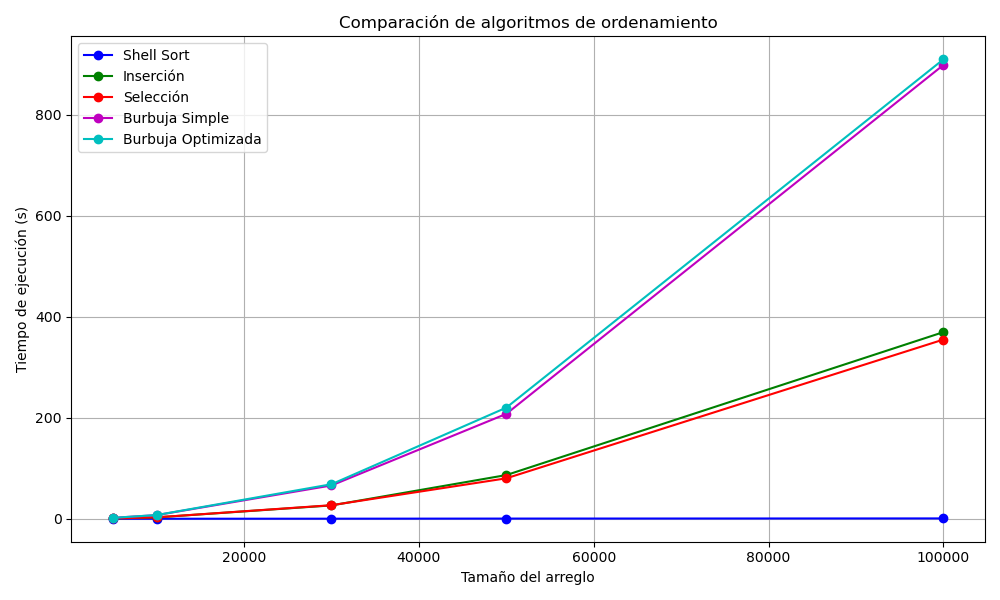 Comparación de algoritmos de ordenamiento
Shell Sort
Inserción
Selección
Burbuja Simple
Burbuja Optimizada
Tiempo de ejecución (s)
800
600
400
200
0
20000
40000
60000
80000
100000
Tamaño del arreglo